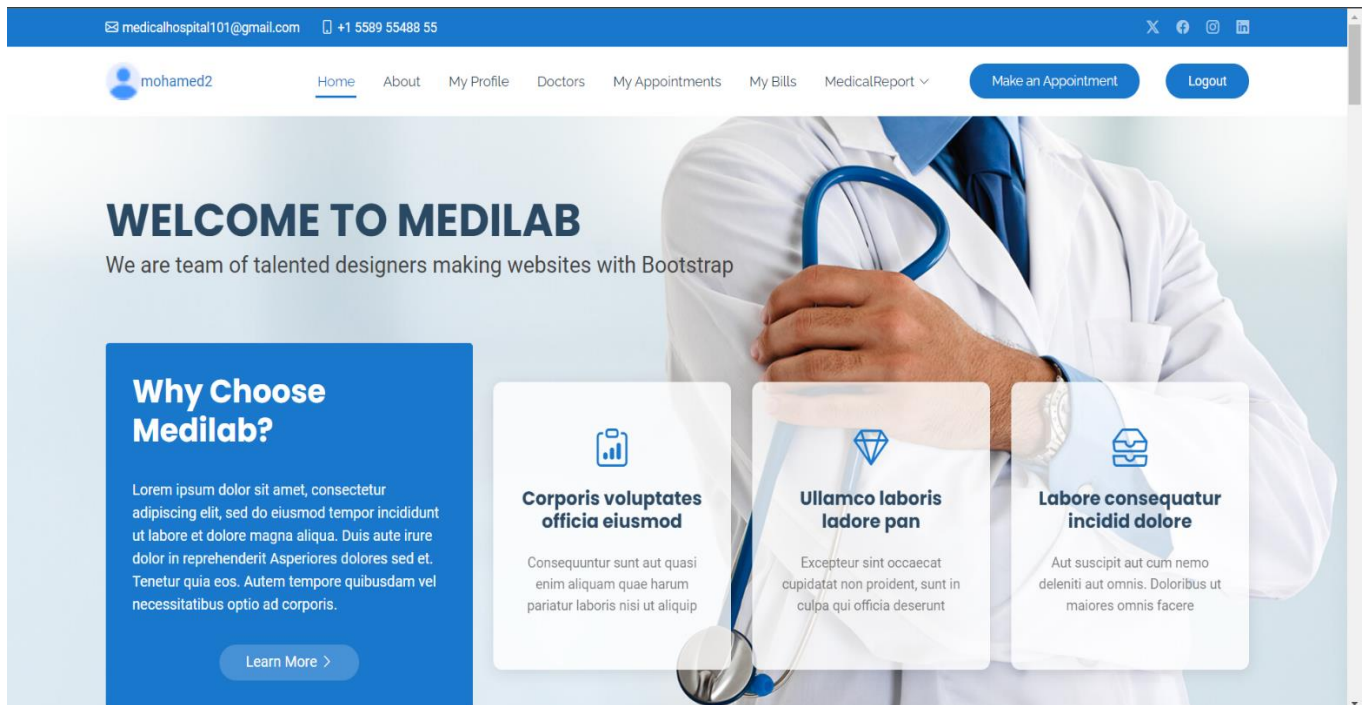 medicalhospital101@gmail.com +1 5589 55488 55
mohamed2 Home About My Profile Doctors My Appointments My Bills MedicalReport Make an Appointment Logout
WELCOME TO MEDILAB
We are team of talented designers making websites with Bootstrap
Why Choose
Medilab?
Lorem ipsum dolor sit amet, consectetur
adipiscing elit, sed do eiusmod tempor incididunt
ut labore et dolore magna aliqua. Duis aute irure
dolor in reprehenderit Asperiores dolores sed et.
Tenetur quia eos. Autem tempore quibusdam vel
necessitatibus optio ad corporis.
Learn More
Corporis voluptates
officia eiusmod
Consequuntur sunt aut quasi
enim aliquam quae harum
pariatur laboris nisi ut aliquip
Ullamco laboris
ladore pan
Excepteur sint occaecat
cupidatat non proident, sunt in
culpa qui officia deserunt
Labore consequatur
incidid dolore
Aut suscipit aut cum nemo
deleniti aut omnis. Doloribus ut
maiores omnis facere